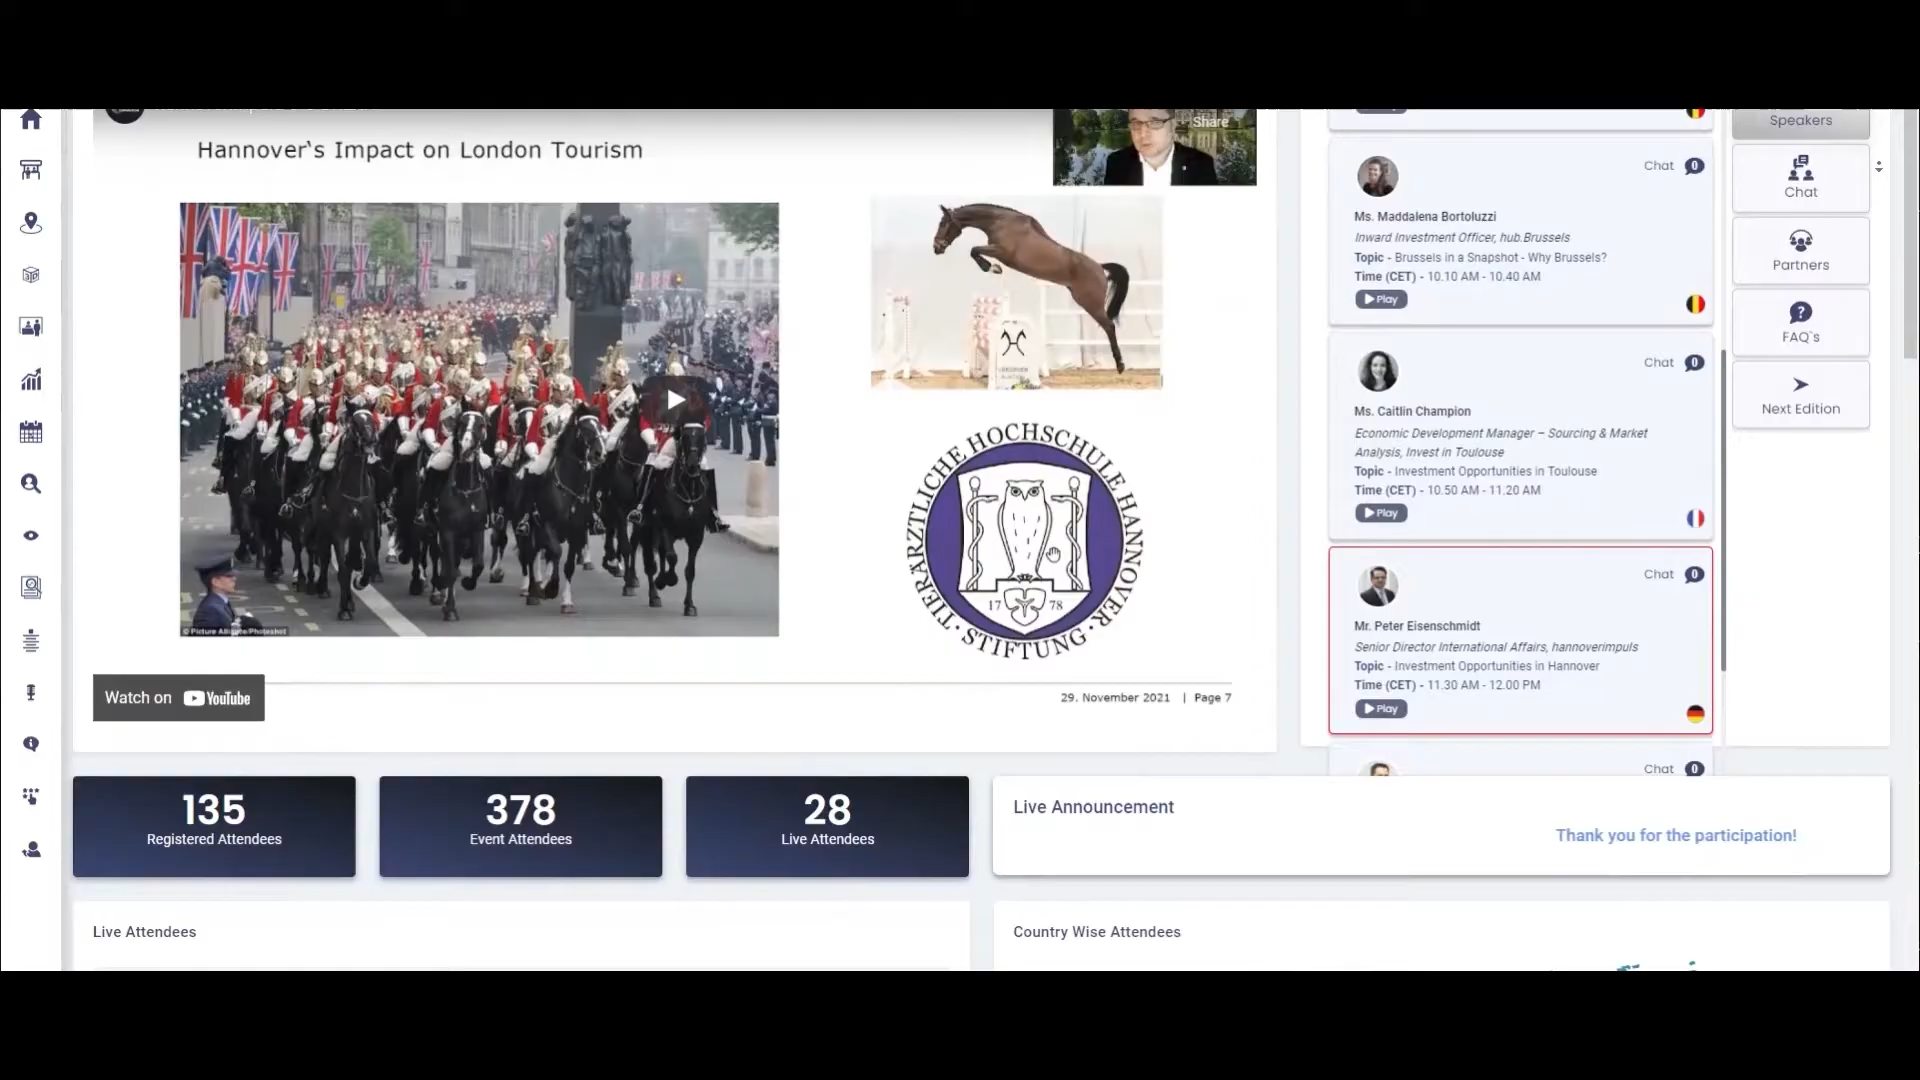 Hannover‘s Impact on London Tourism
Share
© Picture Alliance/Photoshot
TIERÄRZTLICHE HOCHSCHULE HANNOVER
17 78
· STIFTUNG ·
Watch on YouTube
29. November 2021 | Page 7
Speakers
Chat
Partners
FAQ`s
Next Edition
Chat 0
Ms. Maddalena Bortoluzzi
Inward Investment Officer, hub.Brussels
Topic - Brussels in a Snapshot - Why Brussels?
Time (CET) - 10.10 AM - 10.40 AM
Play
Chat 0
Ms. Caitlin Champion
Economic Development Manager – Sourcing & Market
Analysis, Invest in Toulouse
Topic - Investment Opportunities in Toulouse
Time (CET) - 10.50 AM - 11.20 AM
Play
Chat 0
Mr. Peter Eisenschmidt
Senior Director International Affairs, hannoverimpuls
Topic - Investment Opportunities in Hannover
Time (CET) - 11.30 AM - 12.00 PM
Play
Chat 0
135
Registered Attendees
378
Event Attendees
28
Live Attendees
Live Announcement
Thank you for the participation!
Live Attendees
Country Wise Attendees